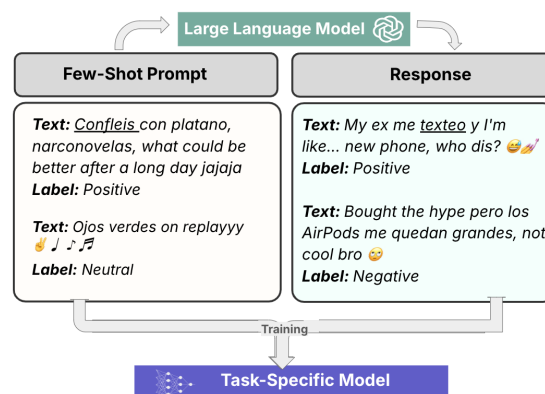 Large Language Model
Few-Shot Prompt
Text: Confleis con platano,
narconovelas, what could be
better after a long day jajaja
Label: Positive
Text: Ojos verdes on replayyy
✌️♩ ♪🎵
Label: Neutral
Response
Text: My ex me texteo y I'm
like... new phone, who dis? 😅💅
Label: Positive
Text: Bought the hype pero los
AirPods me quedan grandes, not
cool bro 🙄
Label: Negative
Training
Task-Specific Model